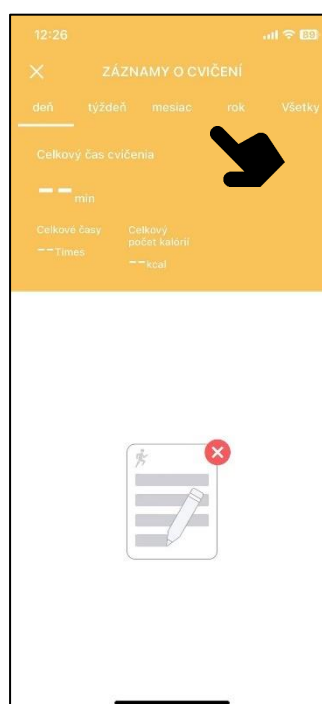 12:26 89
ZÁZNAMY O CVIČENÍ
deň týždeň mesiac rok Všetky
Celkový čas cvičenia
-- min
Celkové časy Celkový
počet kalórií
--Times
--kcal